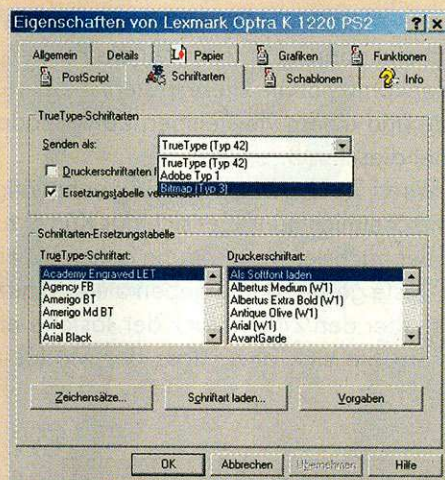 Eigenschaften von Lexmark Optra K 1220 PS2
Allgemein Details Papier Grafiken Funktionen
PostScript Schriftarten Schablonen Info
TrueType-Schriftarten
Senden als: TrueType (Typ 42)
TrueType (Typ 42)
Adobe Typ 1
Bitmap (Typ 3)
Druckerschriftarten
Ersetzungstabelle verwenden
Schriftarten-Ersetzungstabelle
TrueType-Schriftart: Druckerschriftart:
Academy Engraved LET Als Softfont laden
Agency FB Albertus Medium (W1)
Amerigo BT Albertus Extra Bold (W1)
Amerigo Md BT Antique Olive (W1)
Arial Arial (W1)
Arial Black AvantGarde
Zeichensätze... Schriftart laden... Vorgaben
OK Abbrechen Übernehmen Hilfe